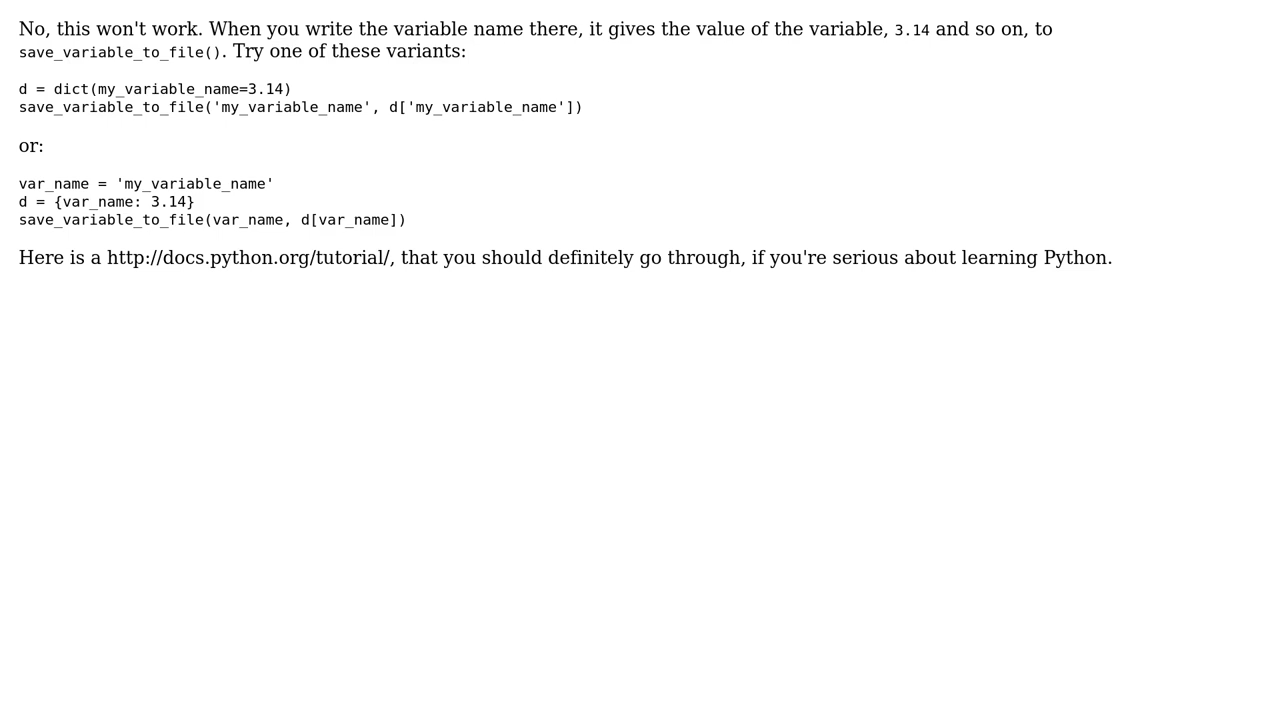 No, this won't work. When you write the variable name there, it gives the value of the variable, 3.14 and so on, to
save_variable_to_file(). Try one of these variants:
d = dict(my_variable_name=3.14)
save_variable_to_file('my_variable_name', d['my_variable_name'])
or:
var_name = 'my_variable_name'
d = {var_name: 3.14}
save_variable_to_file(var_name, d[var_name])
Here is a http://docs.python.org/tutorial/, that you should definitely go through, if you're serious about learning Python.